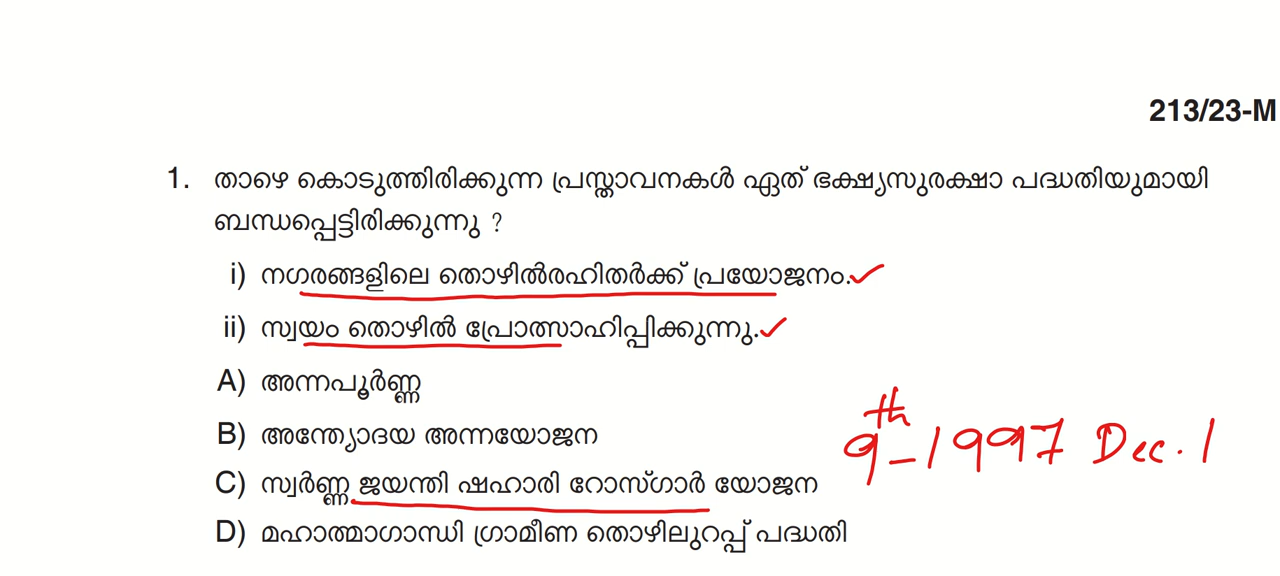 213/23-M
1. താഴെ കൊടുത്തിരിക്കുന്ന പ്രസ്താവനകൾ ഏത് ഭക്ഷ്യസുരക്ഷാ പദ്ധതിയുമായി
ബന്ധപ്പെട്ടിരിക്കുന്നു ?
i) നഗരങ്ങളിലെ തൊഴിൽരഹിതർക്ക് പ്രയോജനം.
ii) സ്വയം തൊഴിൽ പ്രോത്സാഹിപ്പിക്കുന്നു.
A) അന്നപൂർണ്ണ
B) അന്ത്യോദയ അന്നയോജന
C) സ്വർണ്ണ ജയന്തി ഷഹാരി റോസ്ഗാർ യോജന
9th - 1997 Dec. 1
D) മഹാത്മാഗാന്ധി ഗ്രാമീണ തൊഴിലുറപ്പ് പദ്ധതി